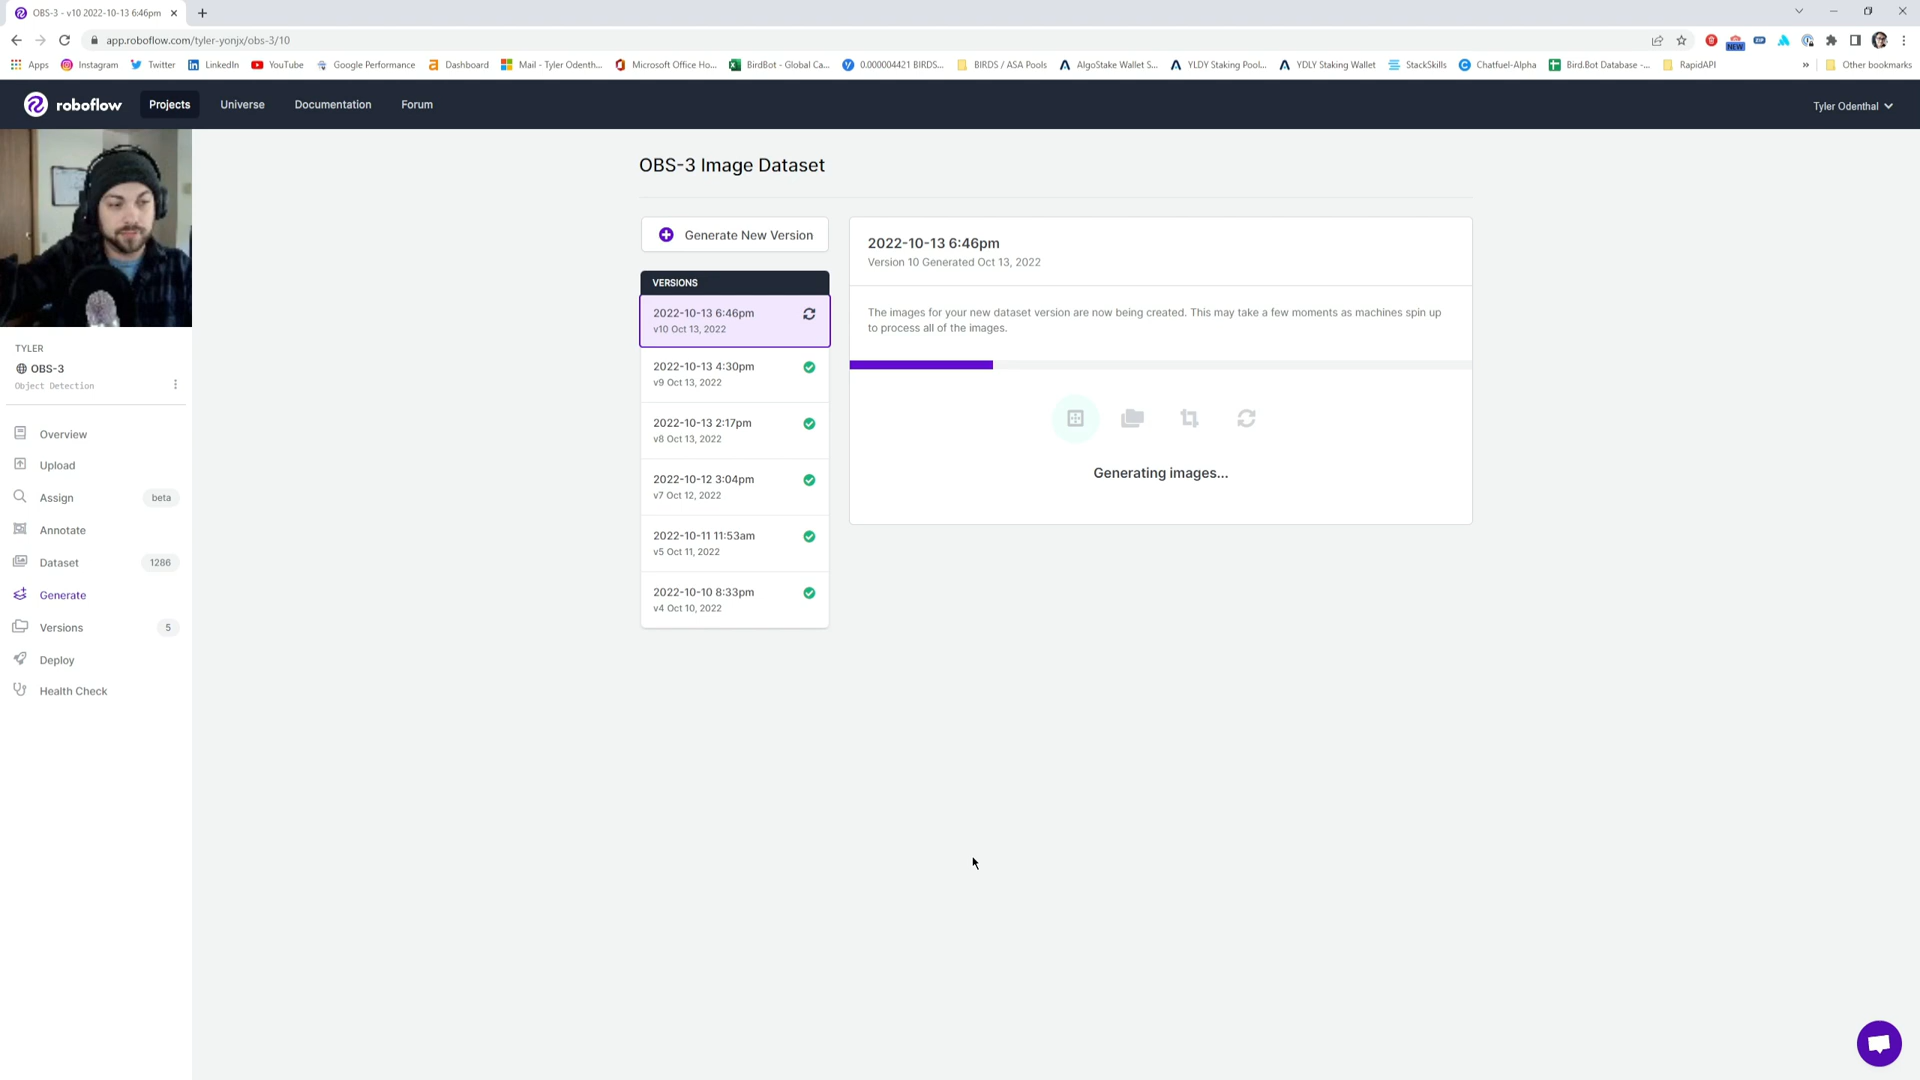 OBS-3 - v10 2022-10-13 6:46pm
app.roboflow.com/tyler-yonjx/obs-3/10
NEW
ZIP
Apps
Instagram
Twitter
LinkedIn
YouTube
Google Performance
Dashboard
Mail - Tyler Odenth...
Microsoft Office Ho...
BirdBot - Global Ca...
0.000004421 BIRDS...
BIRDS / ASA Pools
AlgoStake Wallet S...
YLDY Staking Pool...
YDLY Staking Wallet
StackSkills
Chatfuel-Alpha
Bird.Bot Database -...
RapidAPI
»
Other bookmarks
roboflow
Projects
Universe
Documentation
Forum
Tyler Odenthal
TYLER
OBS-3
Object Detection
Overview
Upload
Assign
beta
Annotate
Dataset
1286
Generate
Versions
5
Deploy
Health Check
OBS-3 Image Dataset
Generate New Version
VERSIONS
2022-10-13 6:46pm
v10 Oct 13, 2022
2022-10-13 4:30pm
v9 Oct 13, 2022
2022-10-13 2:17pm
v8 Oct 13, 2022
2022-10-12 3:04pm
v7 Oct 12, 2022
2022-10-11 11:53am
v5 Oct 11, 2022
2022-10-10 8:33pm
v4 Oct 10, 2022
2022-10-13 6:46pm
Version 10 Generated Oct 13, 2022
The images for your new dataset version are now being created. This may take a few moments as machines spin up
to process all of the images.
Generating images...